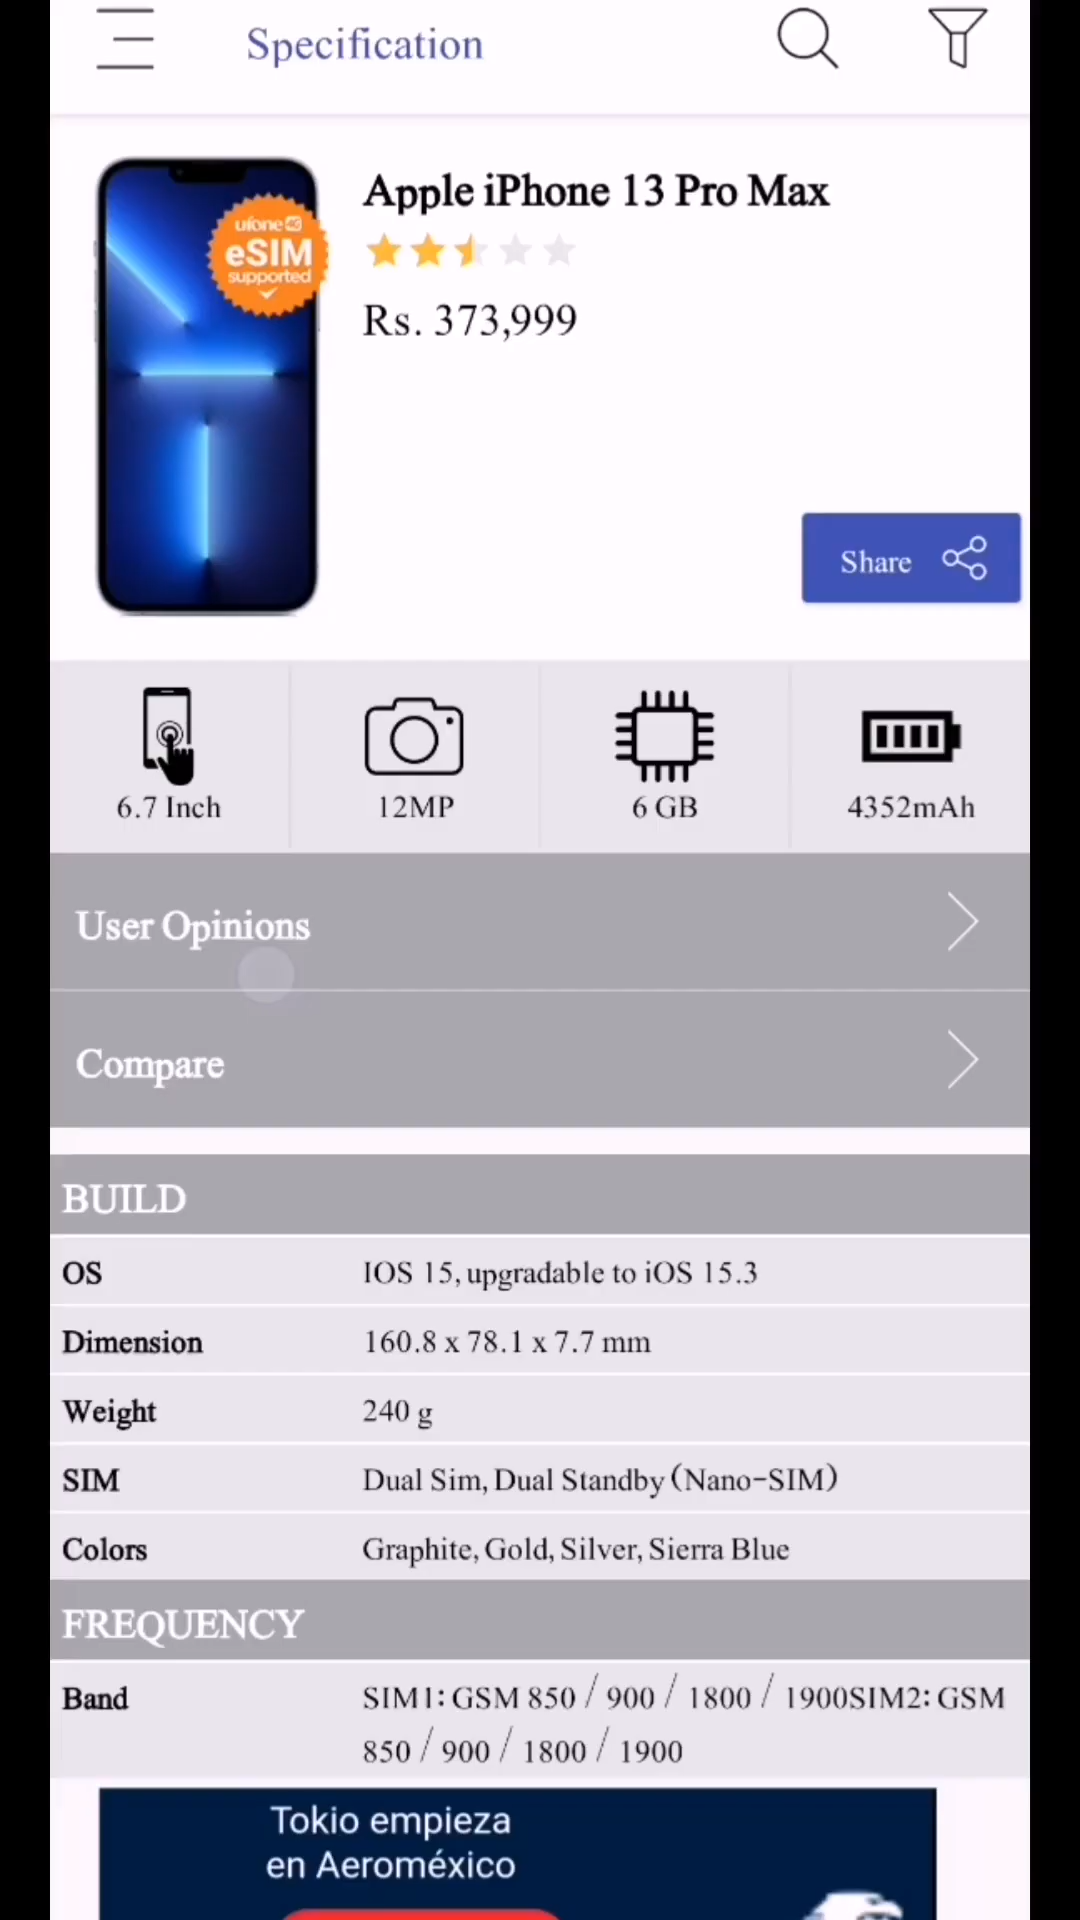 Specification
Apple iPhone 13 Pro Max
ufone 4G
eSIM
supported
Rs. 373,999
Share
6.7 Inch
12MP
6 GB
4352mAh
User Opinions
Compare
BUILD
OS IOS 15, upgradable to iOS 15.3
Dimension 160.8 x 78.1 x 7.7 mm
Weight 240 g
SIM Dual Sim, Dual Standby (Nano-SIM)
Colors Graphite, Gold, Silver, Sierra Blue
FREQUENCY
Band SIM1: GSM 850 / 900 / 1800 / 1900SIM2: GSM
850 / 900 / 1800 / 1900
Tokio empieza
en Aeroméxico